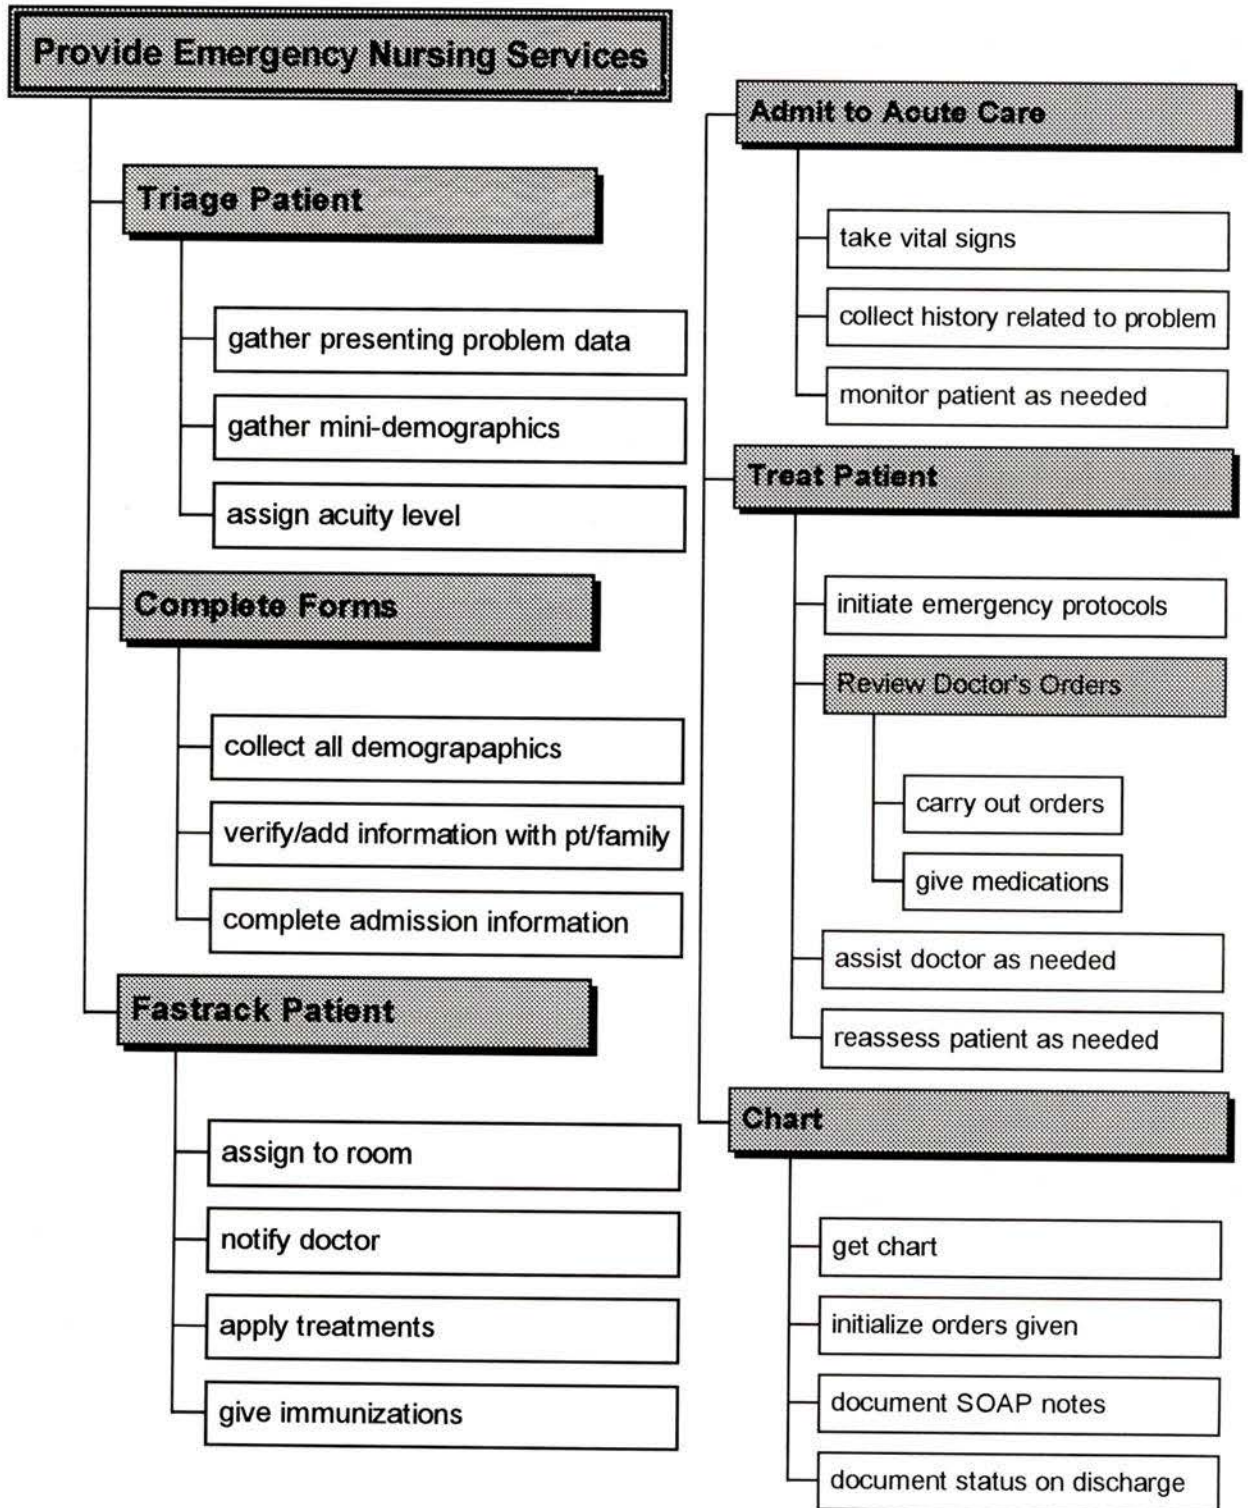 Provide Emergency Nursing Services
Triage Patient
gather presenting problem data
gather mini-demographics
assign acuity level
Complete Forms
collect all demograpaphics
verify/add information with pt/family
complete admission information
Fastrack Patient
assign to room
notify doctor
apply treatments
give immunizations
Admit to Acute Care
take vital signs
collect history related to problem
monitor patient as needed
Treat Patient
initiate emergency protocols
Review Doctor's Orders
carry out orders
give medications
assist doctor as needed
reassess patient as needed
Chart
get chart
initialize orders given
document SOAP notes
document status on discharge